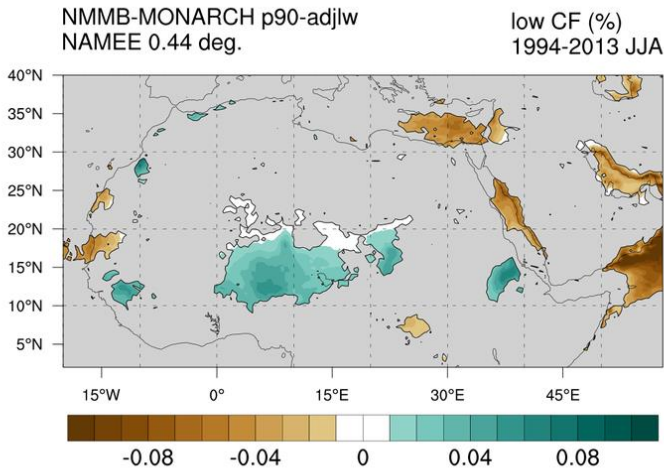 NMMB-MONARCH p90-adjlw
low CF (%)
NAMEE 0.44 deg.
1994-2013 JJA
40°N
35°N
30°N
25°N
20°N
15°N
10°N
5°N
15°W 0° 15°E 30°E 45°E
-0.08 -0.04 0 0.04 0.08